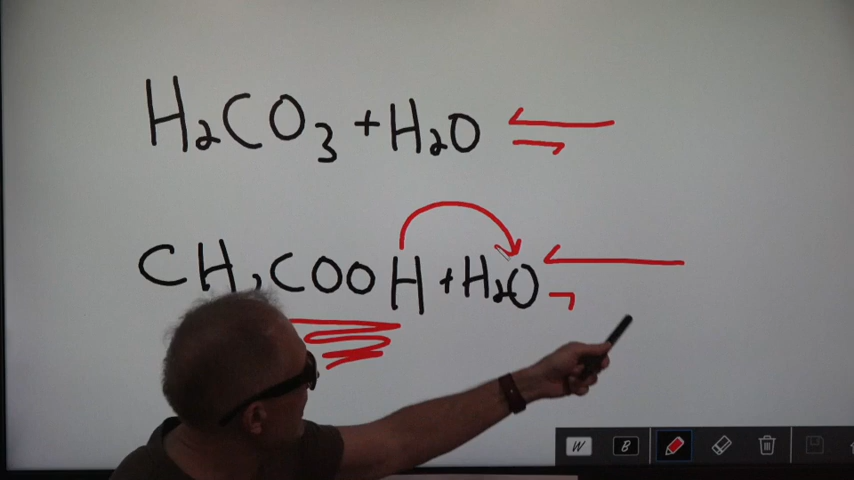 H₂CO₃ + H₂O ⇌
CH₃COOH + H₂O ⇌
W B